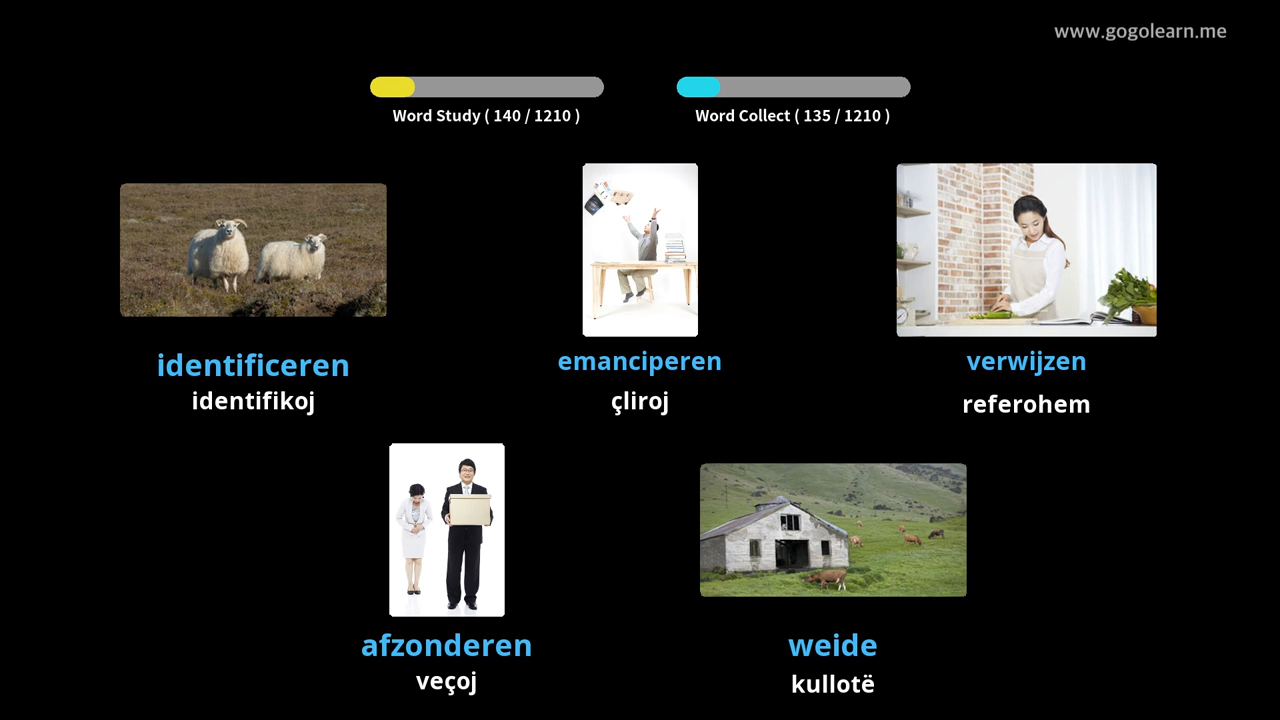 www.gogolearn.me
Word Study ( 140 / 1210 )
Word Collect ( 135 / 1210 )
identificeren
identifikoj
emanciperen
çliroj
verwijzen
referohem
afzonderen
veçoj
weide
kullotë